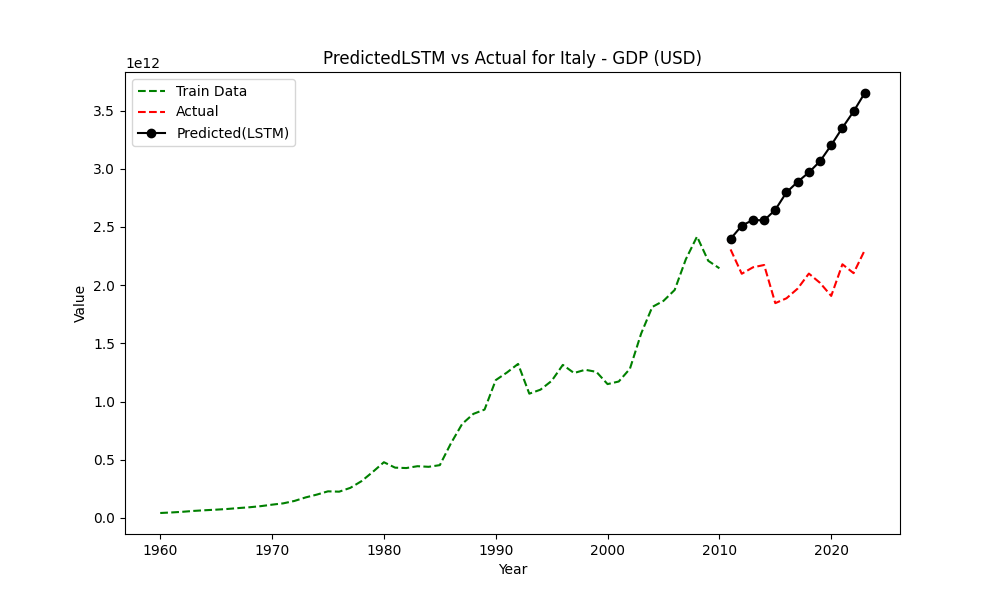 PredictedLSTM vs Actual for Italy - GDP (USD)
1e12
Train Data
Actual
Predicted(LSTM)
3.5
3.0
2.5
2.0
1.5
1.0
0.5
0.0
Value
1960 1970 1980 1990 2000 2010 2020
Year